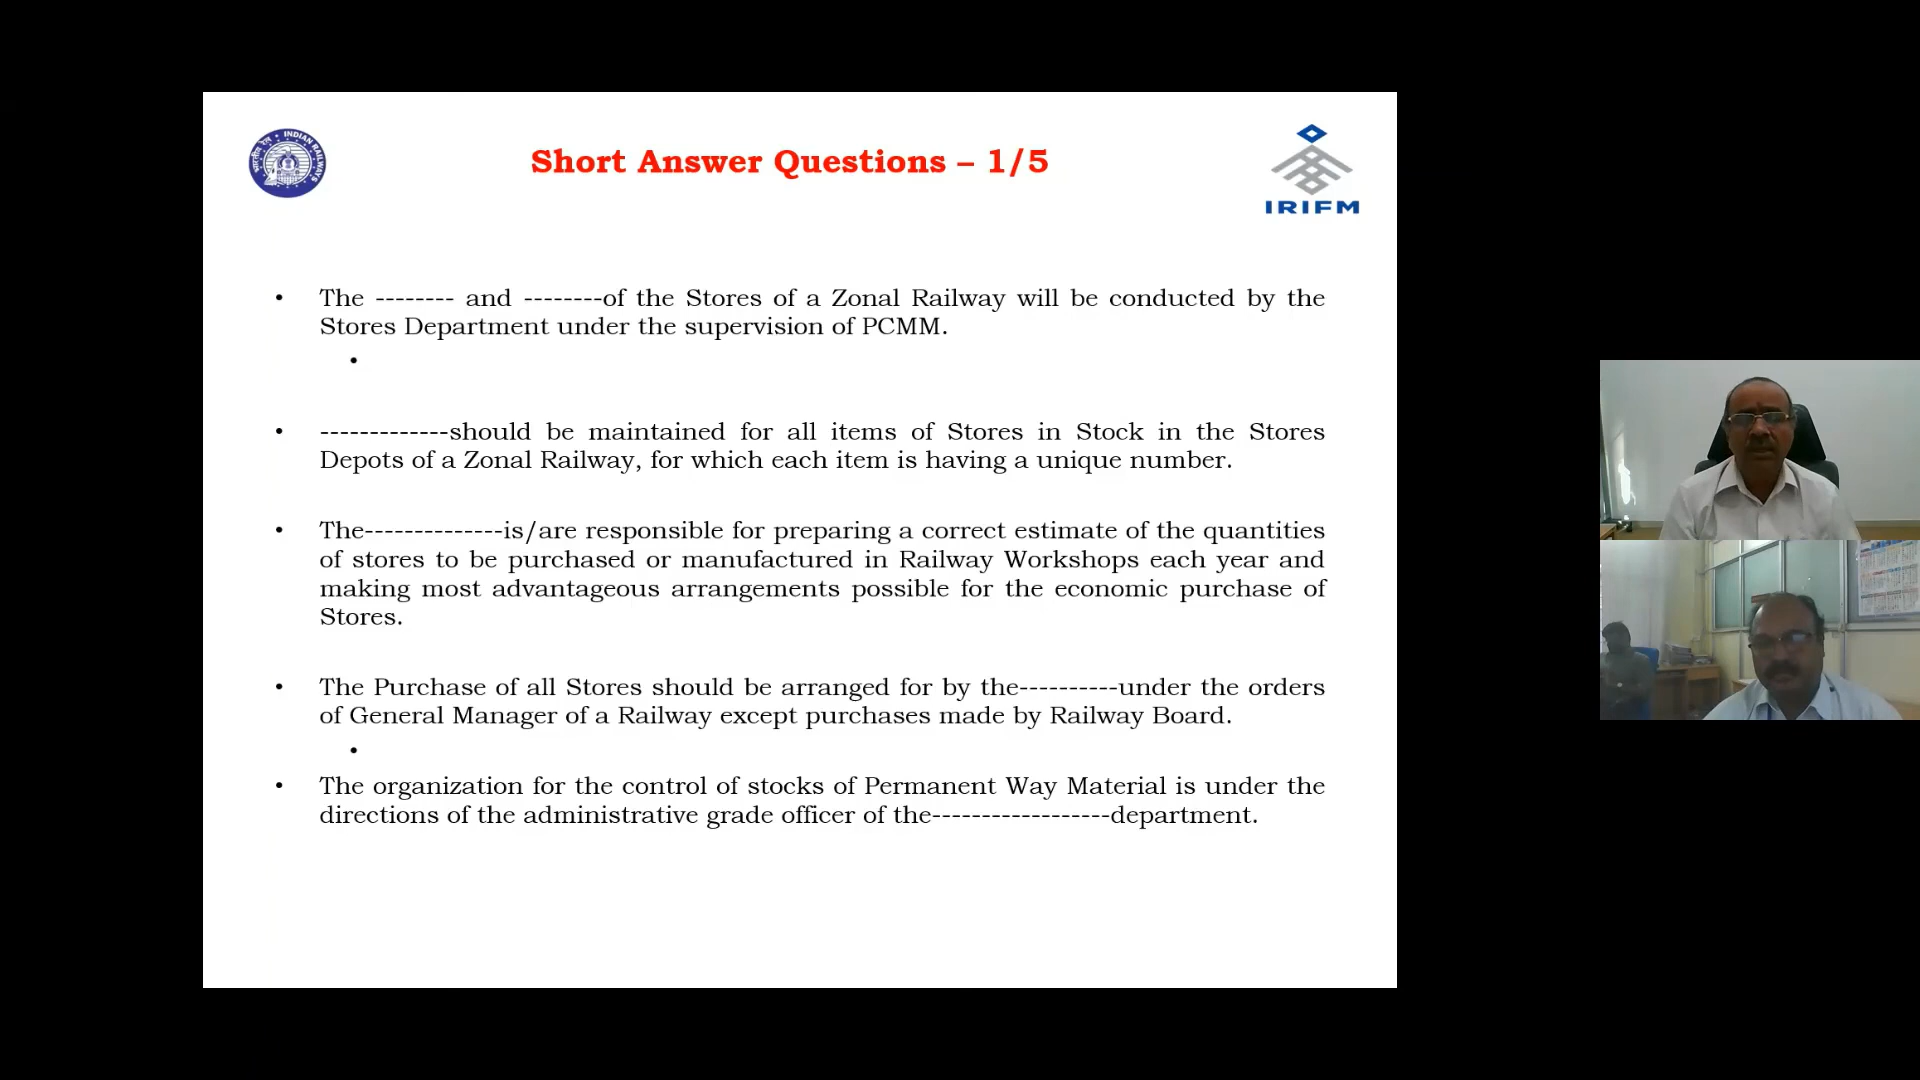 INDIAN RAILWAYS
भारतीय रेल
Short Answer Questions – 1/5
IRIFM
• The -------- and --------of the Stores of a Zonal Railway will be conducted by the
Stores Department under the supervision of PCMM.
•
• -------------should be maintained for all items of Stores in Stock in the Stores
Depots of a Zonal Railway, for which each item is having a unique number.
• The--------------is/are responsible for preparing a correct estimate of the quantities
of stores to be purchased or manufactured in Railway Workshops each year and
making most advantageous arrangements possible for the economic purchase of
Stores.
• The Purchase of all Stores should be arranged for by the----------under the orders
of General Manager of a Railway except purchases made by Railway Board.
•
• The organization for the control of stocks of Permanent Way Material is under the
directions of the administrative grade officer of the------------------department.